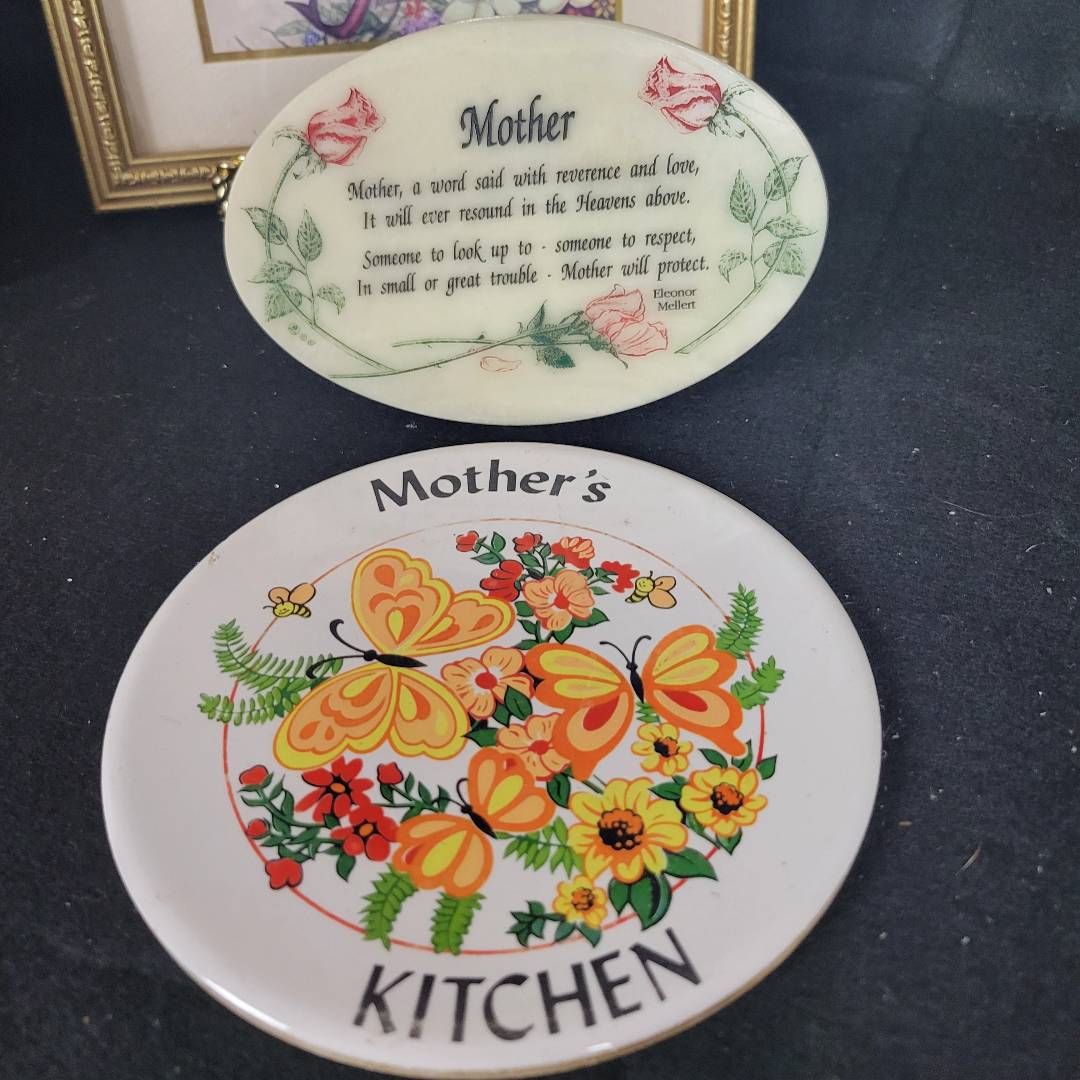 Mother
Mother, a word said with reverence and love,
It will ever resound in the Heavens above.
Someone to look up to - someone to respect,
In small or great trouble - Mother will protect.
Eleonor
Mellert
Mother's
KITCHEN